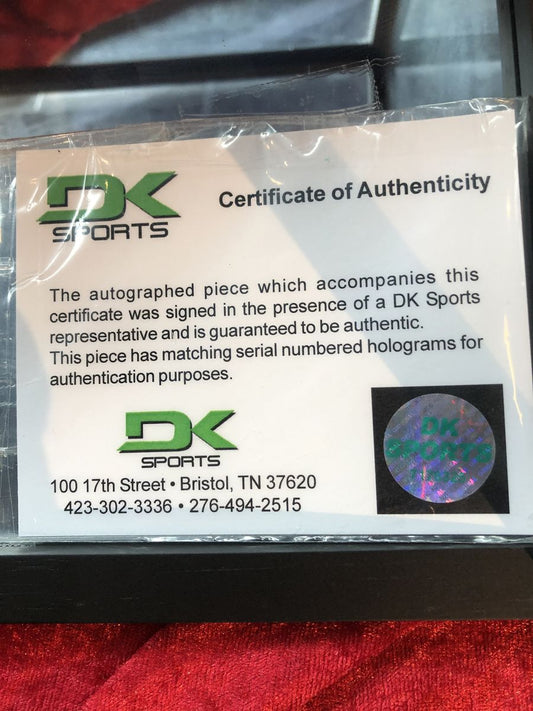 DK
SPORTS
Certificate of Authenticity
The autographed piece which accompanies this
certificate was signed in the presence of a DK Sports
representative and is guaranteed to be authentic.
This piece has matching serial numbered holograms for
authentication purposes.
DK
SPORTS
100 17th Street • Bristol, TN 37620
423-302-3336 • 276-494-2515
DK
SPORTS